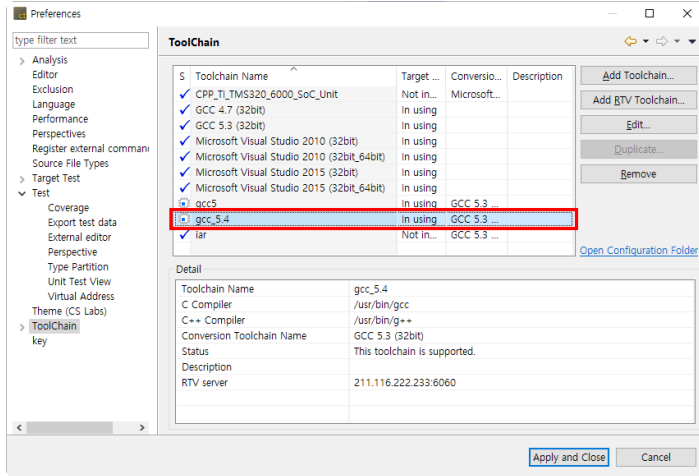 Preferences
type filter text
Analysis
Editor
Exclusion
Language
Performance
Perspectives
Register external comman
Source File Types
Target Test
Test
Coverage
Export test data
External editor
Perspective
Type Partition
Unit Test View
Virtual Address
Theme (CS Labs)
ToolChain
key
ToolChain
S Toolchain Name Target ... Conversio... Description
CPP_TI_TMS320_6000_SoC_Unit Not in... Microsoft...
GCC 4.7 (32bit) In using
GCC 5.3 (32bit) In using
Microsoft Visual Studio 2010 (32bit) In using
Microsoft Visual Studio 2010 (32bit_64bit) In using
Microsoft Visual Studio 2015 (32bit) In using
Microsoft Visual Studio 2015 (32bit_64bit) In using
gcc5 In using GCC 5.3 ...
gcc_5.4 In using GCC 5.3 ...
iar Not in... GCC 5.3 ...
Add Toolchain...
Add RTV Toolchain...
Edit...
Duplicate...
Remove
Open Configuration Folder
Detail
Toolchain Name gcc_5.4
C Compiler /usr/bin/gcc
C++ Compiler /usr/bin/g++
Conversion Toolchain Name GCC 5.3 (32bit)
Status This toolchain is supported.
Description
RTV server 211.116.222.233:6060
Apply and Close Cancel